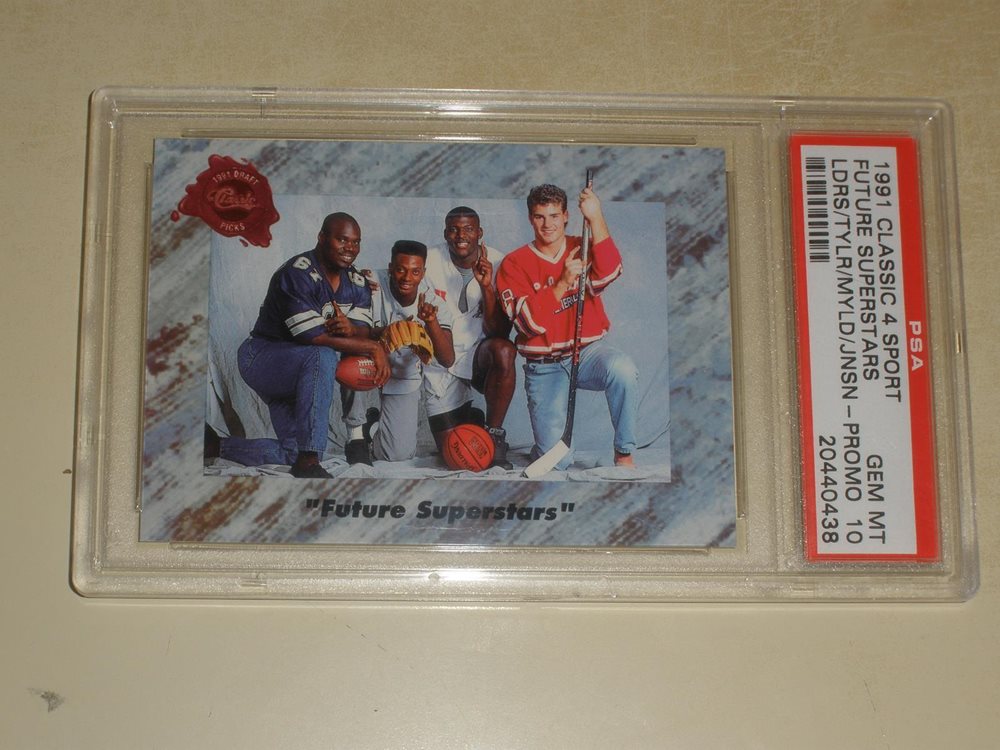 1991 DRAFT
Classic
PICKS
"Future Superstars"
PSA
1991 CLASSIC 4 SPORT
FUTURE SUPERSTARS GEM MT
LDRS/TYLR/MYLD/JNSN-PROMO 10
20440438